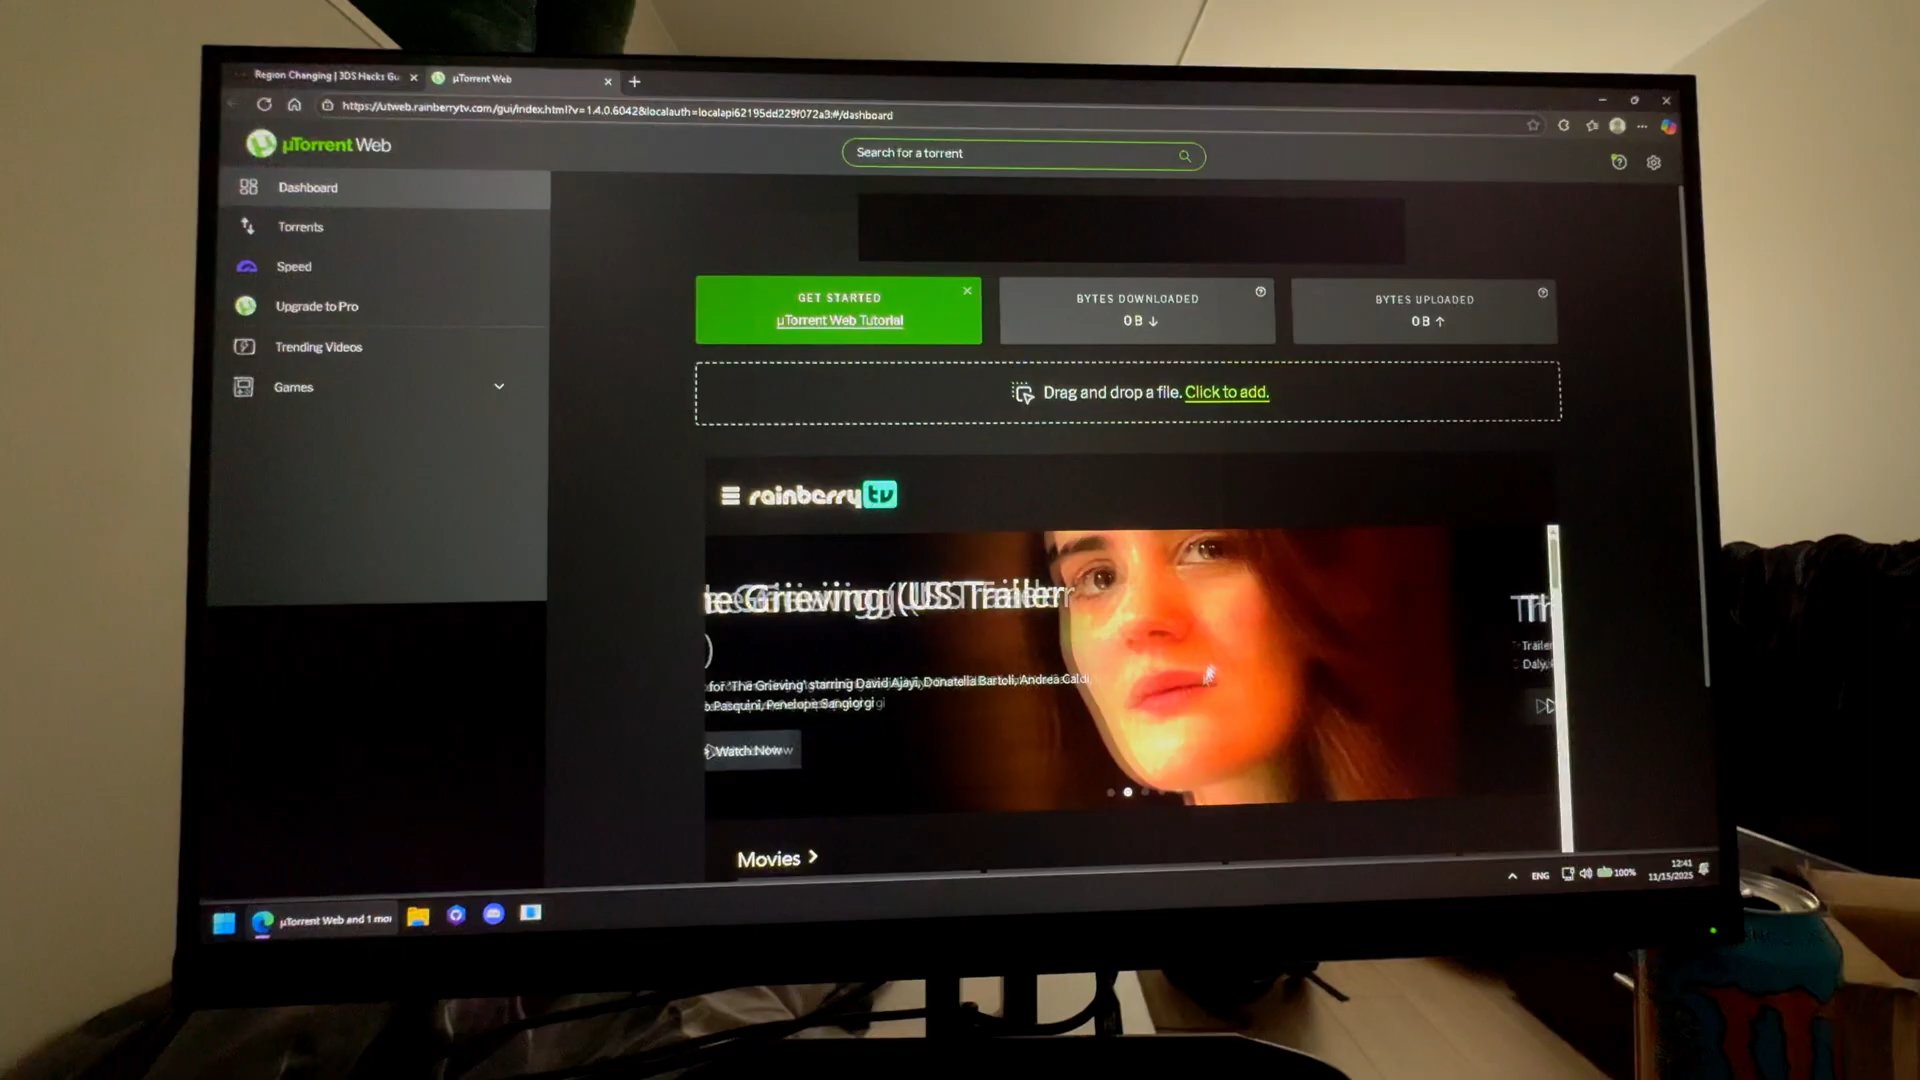 Region Changing | 3DS Hacks Gu
µTorrent Web
https://utweb.rainberrytv.com/gui/index.html?v=1.4.0.6042&localauth=localapi62195dd229f072a3:#/dashboard
µTorrent Web
Search for a torrent
Dashboard
Torrents
Speed
Upgrade to Pro
Trending Videos
Games
GET STARTED
µTorrent Web Tutorial
BYTES DOWNLOADED
0 B ↓
BYTES UPLOADED
0 B ↑
Drag and drop a file. Click to add.
rainberry tv
e Grieving (US Trailer
)
for 'The Grieving' starring David Ajayi, Donatella Bartoli, Andrea Caldi,
Pasquini, Penelope Sangiorgi
Watch Now
Th
Trailer
Daly,
Movies >
µTorrent Web and 1 mor
ENG
100%
12:41
11/15/2025